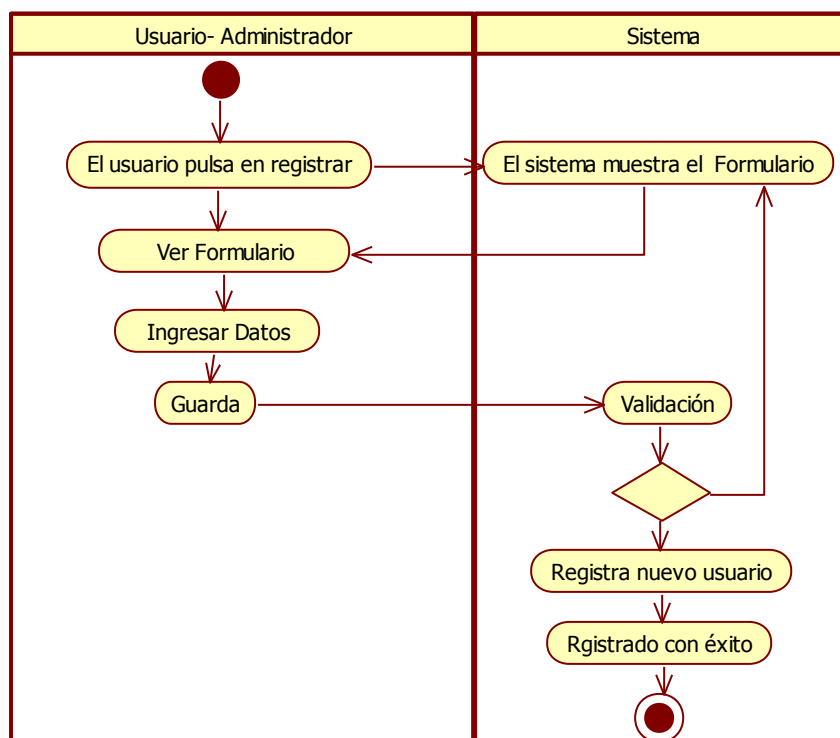 Usuario- Administrador
Sistema
El usuario pulsa en registrar
El sistema muestra el  Formulario
Ver Formulario
Ingresar Datos
Guarda
Validación
Registra nuevo usuario
Rgistrado con éxito